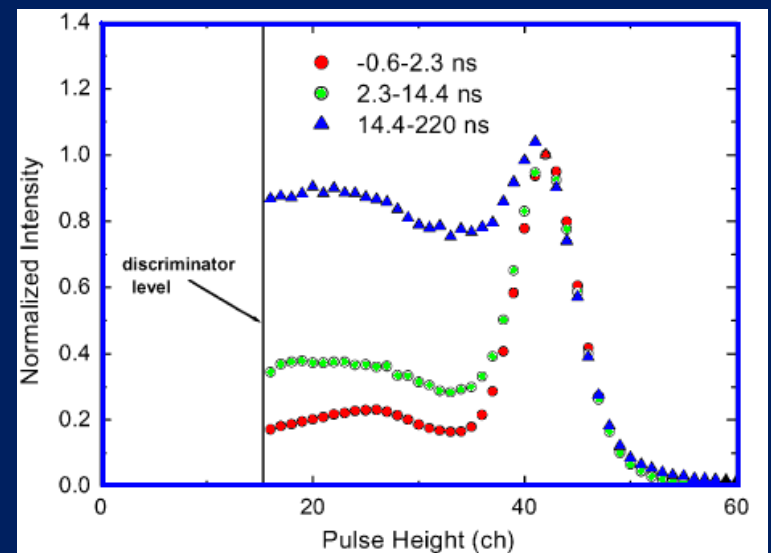 1.4
1.2
1.0
0.8
0.6
0.4
0.2
0.0
Normalized Intensity
-0.6-2.3 ns
2.3-14.4 ns
14.4-220 ns
discriminator
level
0
20
40
60
Pulse Height (ch)